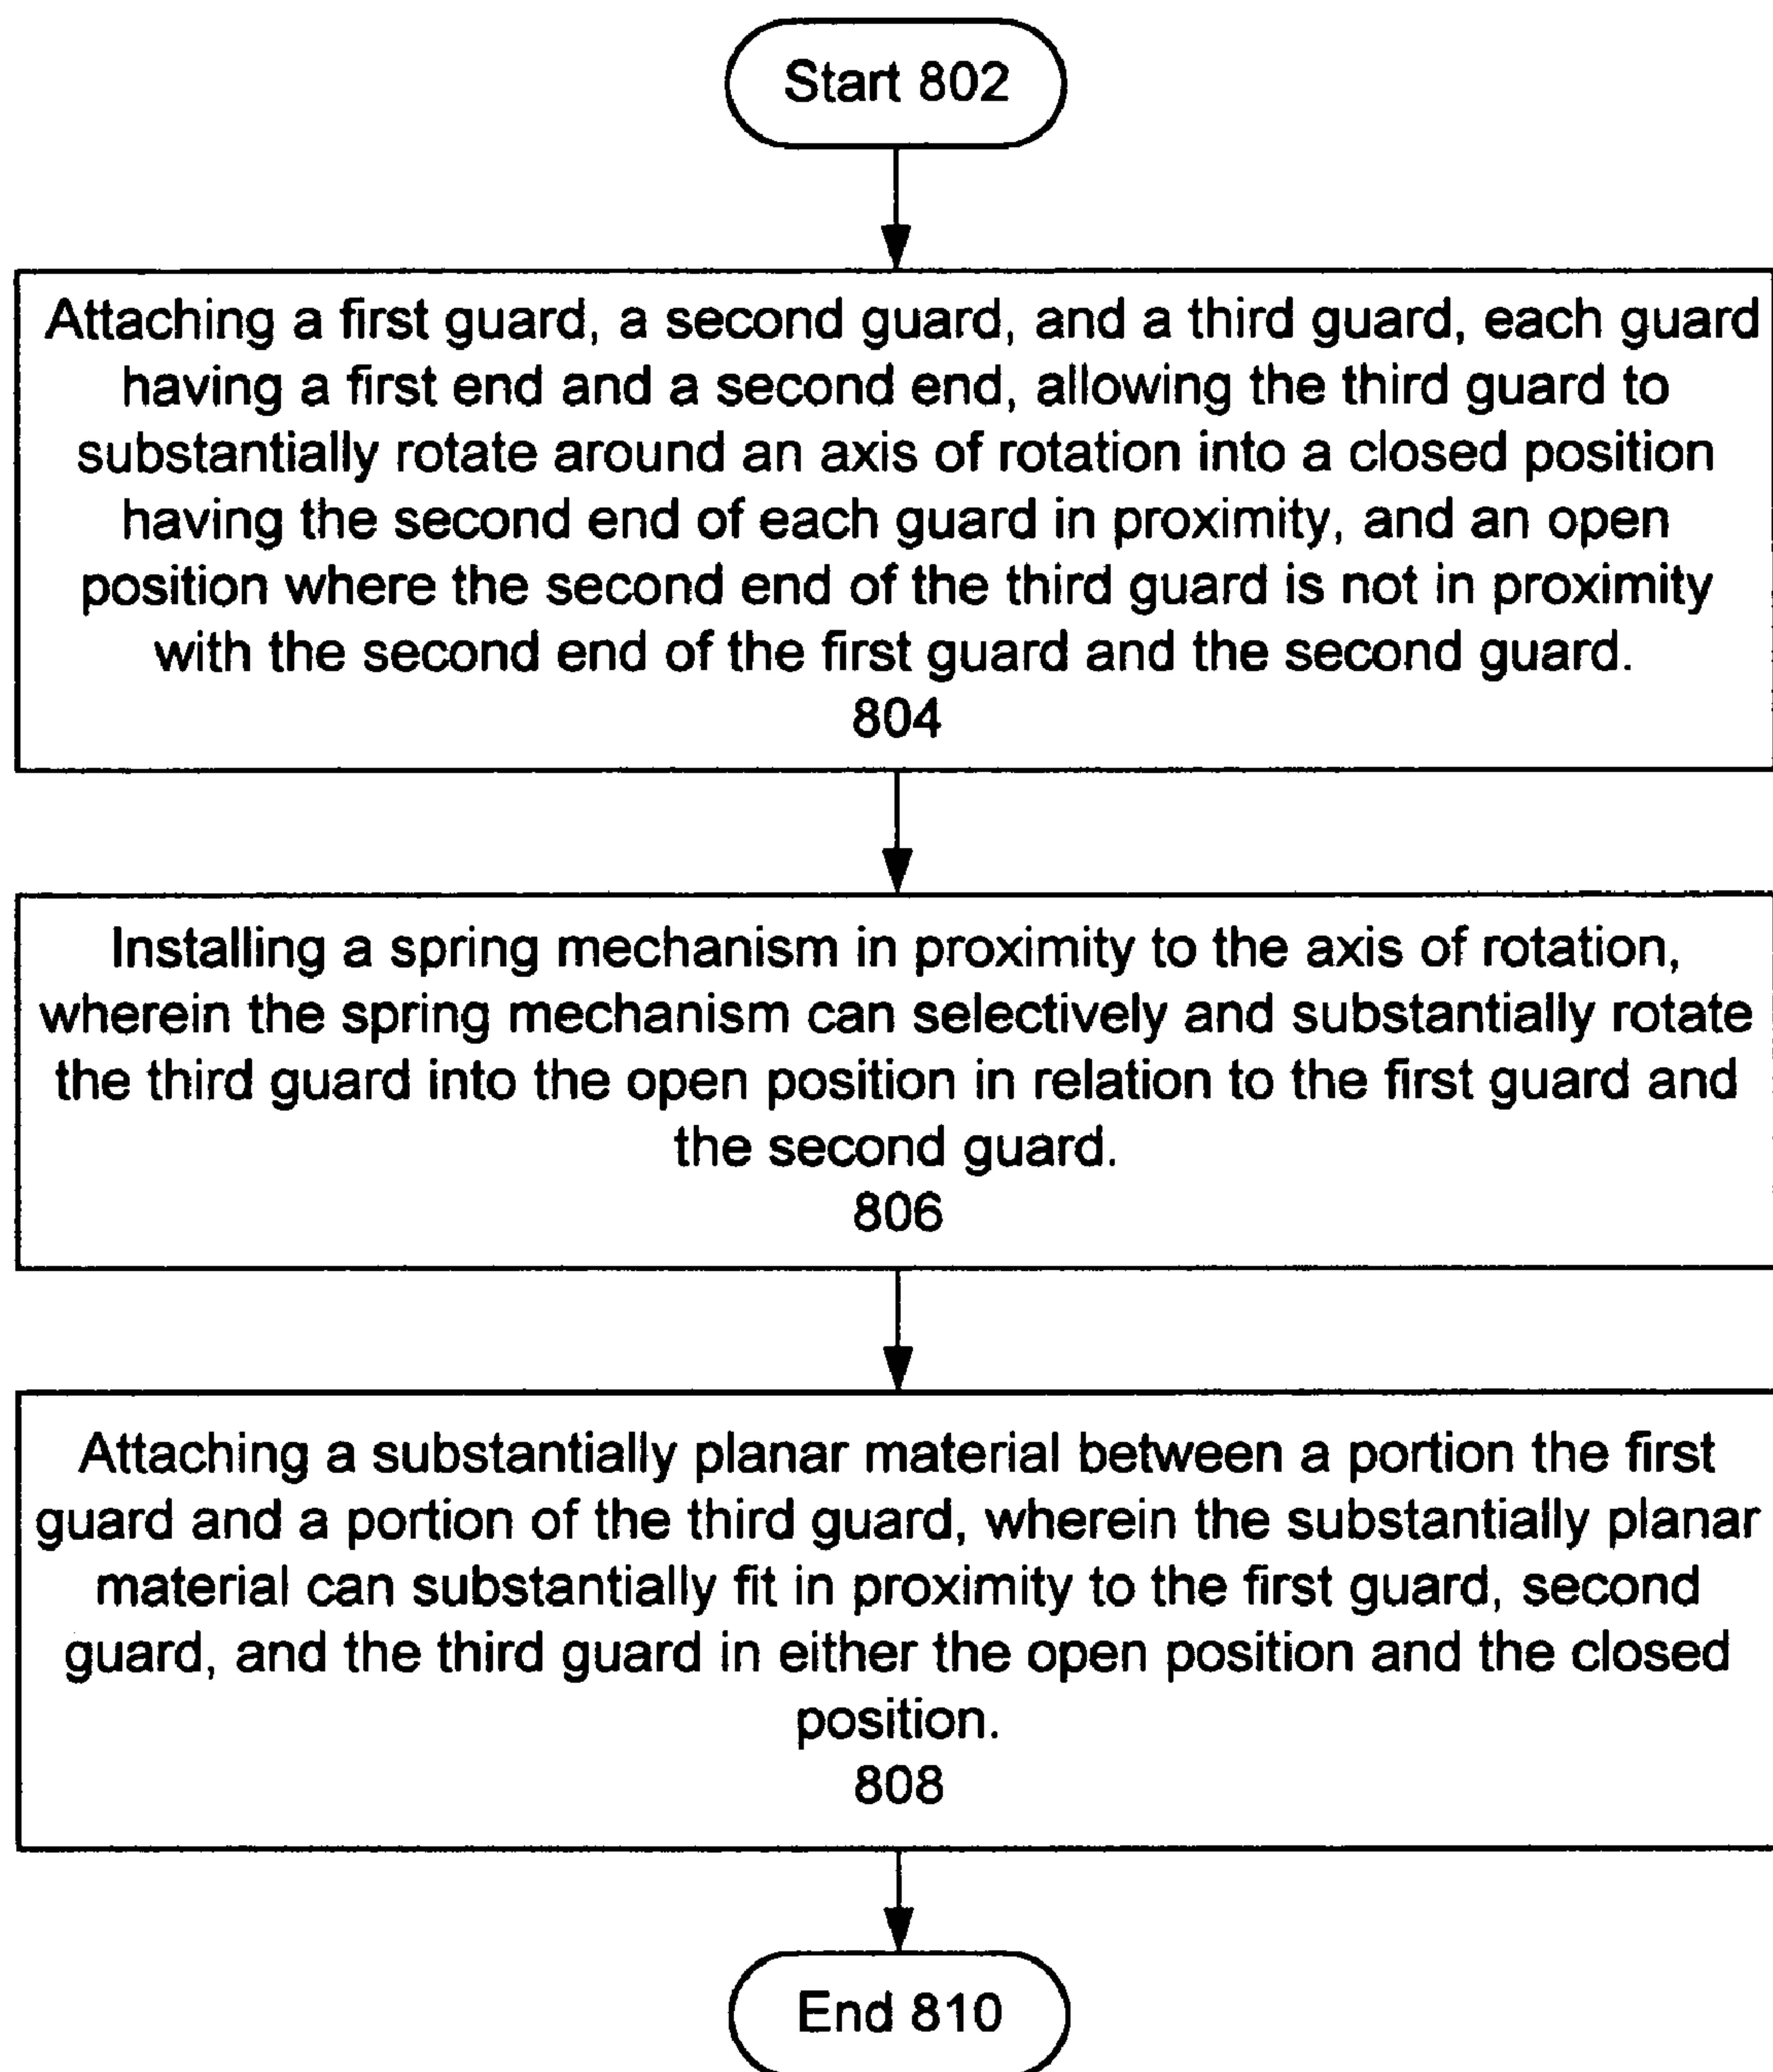 Start 802
Attaching a first guard, a second guard, and a third guard, each guard
having a first end and a second end, allowing the third guard to
substantially rotate around an axis of rotation into a closed position
having the second end of each guard in proximity, and an open
position where the second end of the third guard is not in proximity
with the second end of the first guard and the second guard.
804
Installing a spring mechanism in proximity to the axis of rotation,
wherein the spring mechanism can selectively and substantially rotate
the third guard into the open position in relation to the first guard and
the second guard.
806
Attaching a substantially planar material between a portion the first
guard and a portion of the third guard, wherein the substantially planar
material can substantially fit in proximity to the first guard, second
guard, and the third guard in either the open position and the closed
position.
808
End 810